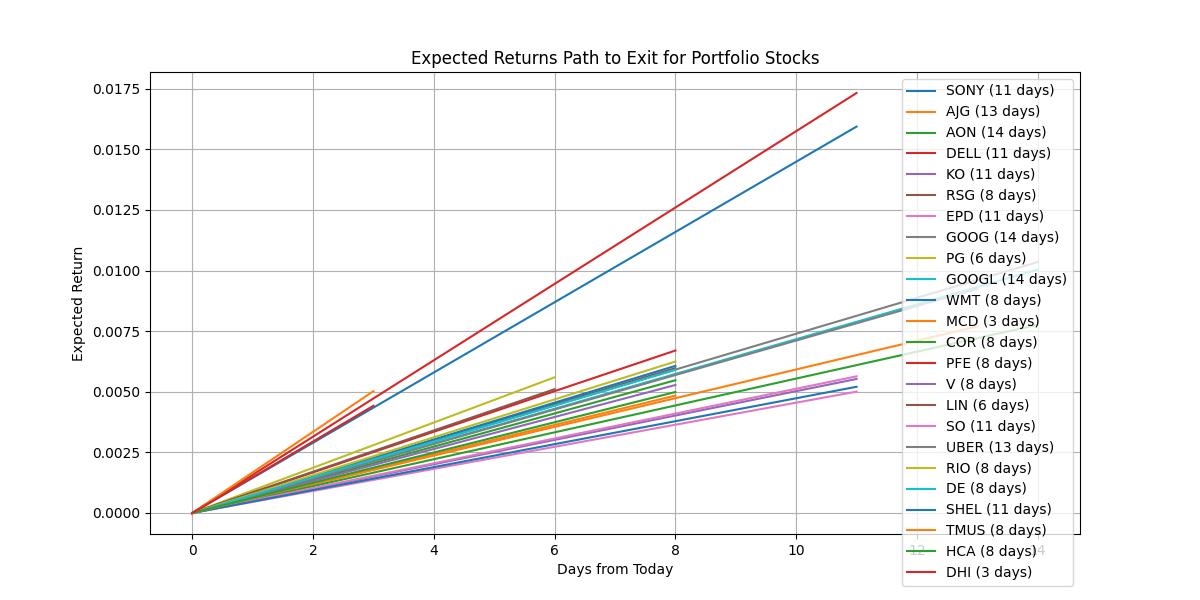 Expected Returns Path to Exit for Portfolio Stocks
Expected Return
0.0175
0.0150
0.0125
0.0100
0.0075
0.0050
0.0025
0.0000
0
2
4
6
8
10
12
14
Days from Today
SONY (11 days)
AJG (13 days)
AON (14 days)
DELL (11 days)
KO (11 days)
RSG (8 days)
EPD (11 days)
GOOG (14 days)
PG (6 days)
GOOGL (14 days)
WMT (8 days)
MCD (3 days)
COR (8 days)
PFE (8 days)
V (8 days)
LIN (6 days)
SO (11 days)
UBER (13 days)
RIO (8 days)
DE (8 days)
SHEL (11 days)
TMUS (8 days)
HCA (8 days)
DHI (3 days)